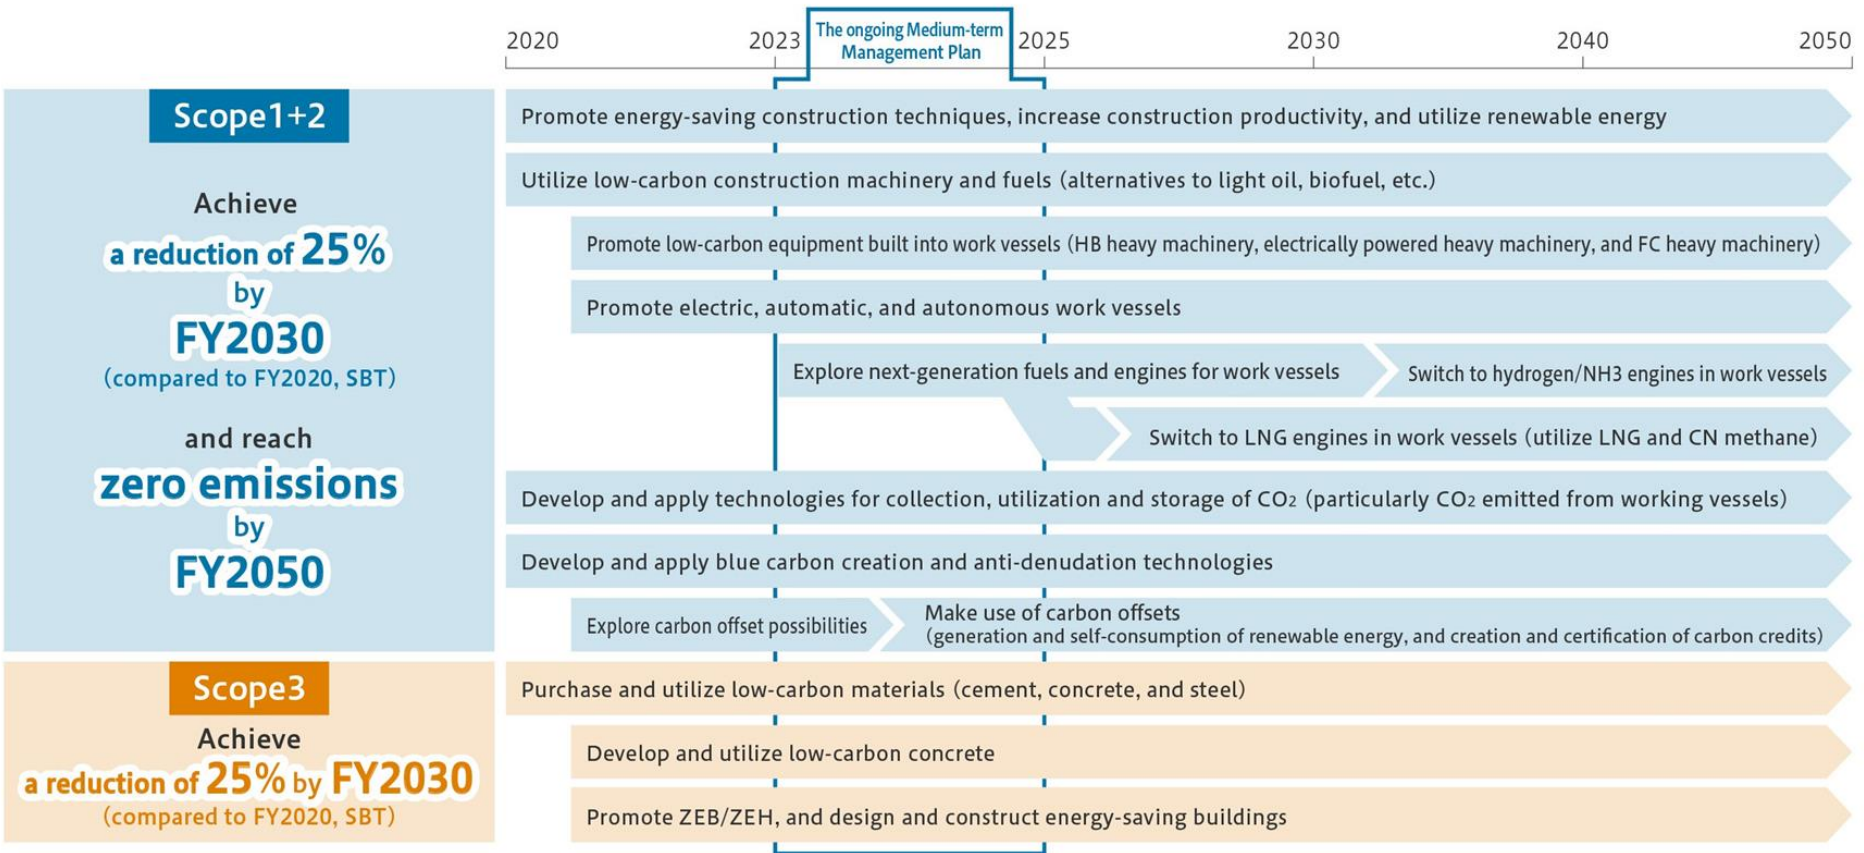 2020
2023
The ongoing Medium-term
Management Plan
2025
2030
2040
2050
Scope1+2
Achieve
a reduction of 25%
by
FY2030
(compared to FY2020, SBT)
and reach
zero emissions
by
FY2050
Promote energy-saving construction techniques, increase construction productivity, and utilize renewable energy
Utilize low-carbon construction machinery and fuels (alternatives to light oil, biofuel, etc.)
Promote low-carbon equipment built into work vessels (HB heavy machinery, electrically powered heavy machinery, and FC heavy machinery)
Promote electric, automatic, and autonomous work vessels
Explore next-generation fuels and engines for work vessels
Switch to hydrogen/NH3 engines in work vessels
Switch to LNG engines in work vessels (utilize LNG and CN methane)
Develop and apply technologies for collection, utilization and storage of CO2 (particularly CO2 emitted from working vessels)
Develop and apply blue carbon creation and anti-denudation technologies
Explore carbon offset possibilities
Make use of carbon offsets
(generation and self-consumption of renewable energy, and creation and certification of carbon credits)
Scope3
Achieve
a reduction of 25% by FY2030
(compared to FY2020, SBT)
Purchase and utilize low-carbon materials (cement, concrete, and steel)
Develop and utilize low-carbon concrete
Promote ZEB/ZEH, and design and construct energy-saving buildings